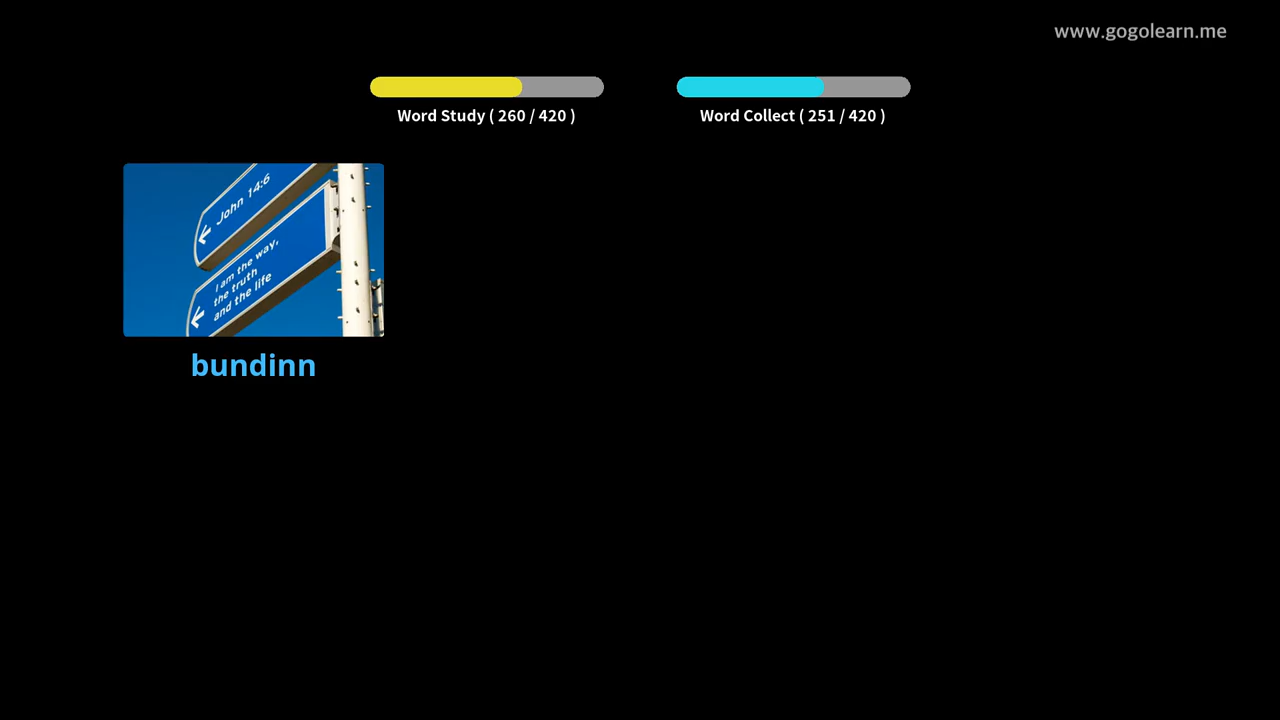 www.gogolearn.me
Word Study ( 260 / 420 )
Word Collect ( 251 / 420 )
John 14:6
I am the way,
the truth
and the life
bundinn